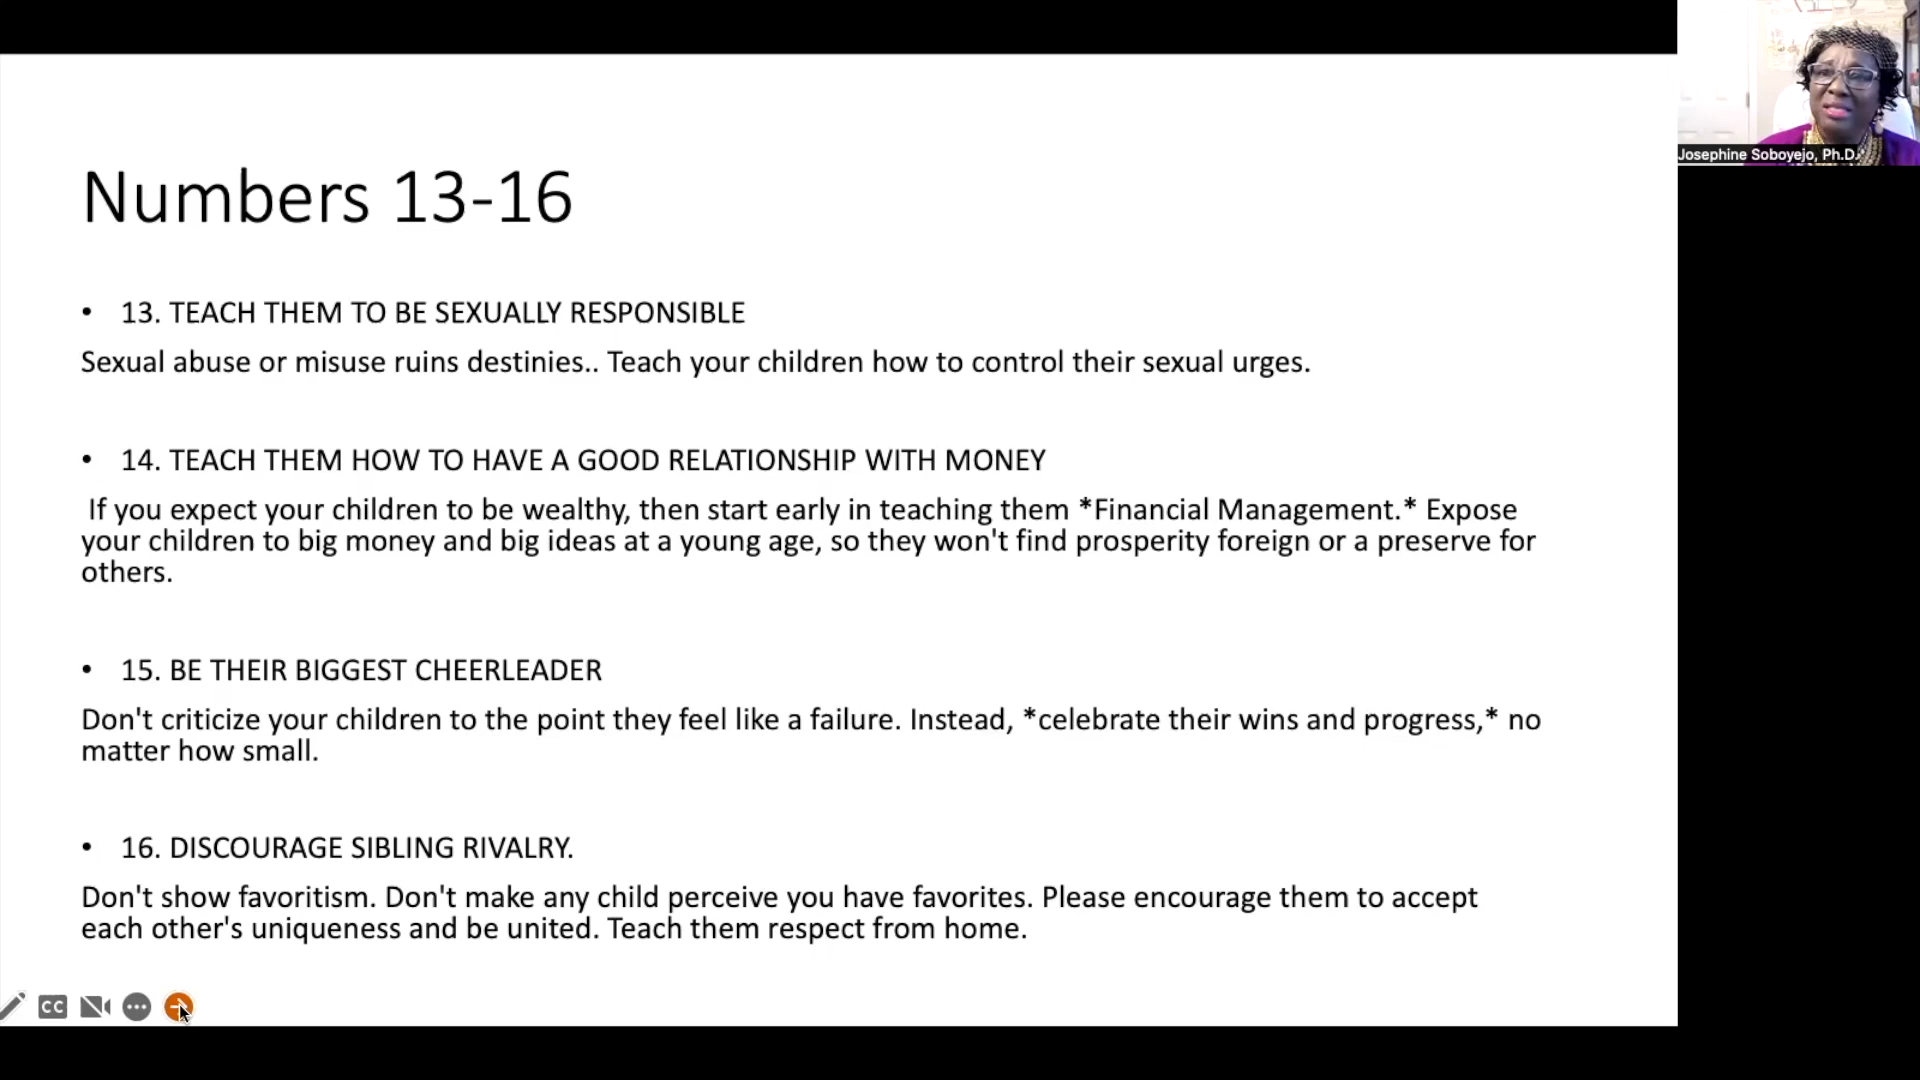 Numbers 13-16
• 13. TEACH THEM TO BE SEXUALLY RESPONSIBLE
Sexual abuse or misuse ruins destinies.. Teach your children how to control their sexual urges.
• 14. TEACH THEM HOW TO HAVE A GOOD RELATIONSHIP WITH MONEY
If you expect your children to be wealthy, then start early in teaching them *Financial Management.* Expose
your children to big money and big ideas at a young age, so they won't find prosperity foreign or a preserve for
others.
• 15. BE THEIR BIGGEST CHEERLEADER
Don't criticize your children to the point they feel like a failure. Instead, *celebrate their wins and progress,* no
matter how small.
• 16. DISCOURAGE SIBLING RIVALRY.
Don't show favoritism. Don't make any child perceive you have favorites. Please encourage them to accept
each other's uniqueness and be united. Teach them respect from home.
CC
Josephine Soboyejo, Ph.D.